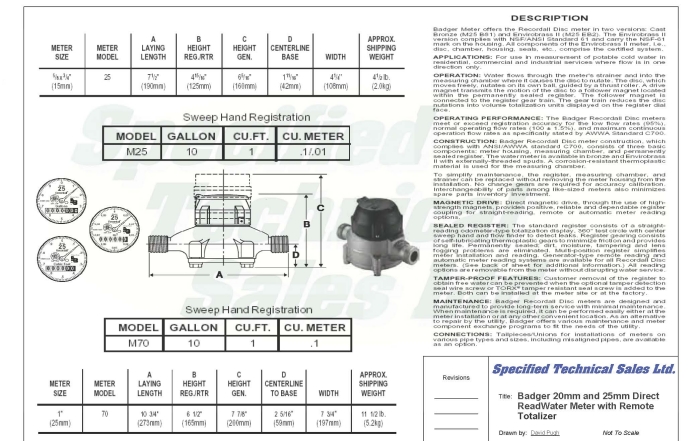 METER SIZE
METER MODEL
A LAYING LENGTH
B HEIGHT REG./RTR
C HEIGHT GEN.
D CENTERLINE TO BASE
WIDTH
APPROX. SHIPPING WEIGHT
(15mm)
25
7½" (190mm)
(125mm)
(160mm)
(42mm)
(108mm)
4½ lb. (2.0kg)
Sweep Hand Registration
MODEL GALLON CU.FT. CU. METER
M25 10 1 .1/.01
25
25
25
A
B
C
D
Sweep Hand Registration
MODEL GALLON CU.FT. CU. METER
M70 10 1 .1
METER SIZE
METER MODEL
A LAYING LENGTH
B HEIGHT REG./RTR
C HEIGHT GEN.
D CENTERLINE TO BASE
WIDTH
APPROX. SHIPPING WEIGHT
1" (25mm)
70
10 3/4" (273mm)
6 1/2" (165mm)
7 7/8" (200mm)
2 5/16" (59mm)
7 3/4" (197mm)
11 1/2 lb. (5.2kg)
DESCRIPTION
Badger Meter offers the Recordall Disc meter in two versions: Cast
Bronze (M25 B81) and Envirobrass II (M25 EB2). The Envirobrass II
version complies with NSF/ANSI Standard 61 and carry the NSF-61
mark on the housing. All components of the Envirobrass II meter, i.e.,
disc, chamber, housing, seals, etc., comprise the certified system.
APPLICATIONS: For use in measurement of potable cold water in
residential, commercial and industrial services where flow is in one
direction only.
OPERATION: Water flows through the meter's strainer and into the
measuring chamber where it causes the disc to nutate. The disc, which
moves freely, nutates on its own ball, guided by a thrust roller. A drive
magnet transmits the motion of the disc to a follower magnet located
within the permanently sealed register. The follower magnet is
connected to the register gear train. The gear train reduces the disc
nutations into volume totalization units displayed on the register dial
face.
OPERATING PERFORMANCE: The Badger Recordall Disc meters
meet or exceed registration accuracy for the low flow rates (95%),
normal operating flow rates (100 ± 1.5%), and maximum continuous
operation flow rates as specifically stated by AWWA Standard C700.
CONSTRUCTION: Badger Recordall Disc meter construction, which
complies with ANSI/AWWA standard C700, consists of three basic
components: meter housing, measuring chamber, and permanently
sealed register. The water meter is available in bronze and Envirobrass
II with externally-threaded spuds. A corrosion-resistant thermoplastic
material is used for the measuring chamber.
To simplify maintenance, the register, measuring chamber, and
strainer can be replaced without removing the meter housing from the
installation. No change gears are required for accuracy calibration.
Interchangeability of parts among like-sized meters also minimizes
spare parts inventory investment.
MAGNETIC DRIVE: Direct magnetic drive, through the use of high-
strength magnets, provides positive, reliable and dependable register
coupling for straight-reading, remote or automatic meter reading
options.
SEALED REGISTER: The standard register consists of a straight-
reading odometer-type totalization display, 360° test circle with center
sweep hand and flow finder to detect leaks. Register gearing consists
of self-lubricating thermoplastic gears to minimize friction and provides
long life. Permanently sealed; dirt, moisture, tampering and lens
fogging problems are eliminated. Multi-position register simplifies
meter installation and reading. Generator-type remote reading and
automatic meter reading systems are available for all Recordall Disc
meters. (See back of sheet for additional information.) All reading
options are removable from the meter without disrupting water service.
TAMPER-PROOF FEATURES: Customer removal of the register to
obtain free water can be prevented when the optional tamper detection
seal wire screw or TORX® tamper resistant seal screw is added to the
meter. Both can be installed at the meter site or at the factory.
MAINTENANCE: Badger Recordall Disc meters are designed and
manufactured to provide long-term service with minimal maintenance.
When maintenance is required, it can be performed easily either at the
meter installation or at any other convenient location. As an alternative
to repair by the utility, Badger offers various maintenance and meter
component exchange programs to fit the needs of the utility.
CONNECTIONS: Tailpieces/Unions for installations of meters on
various pipe types and sizes, including misaligned pipes, are available
as an option.
Revisions
Specified Technical Sales Ltd.
Title: Badger 20mm and 25mm Direct
ReadWater Meter with Remote
Totalizer
Drawn by: David Pugh Not To Scale